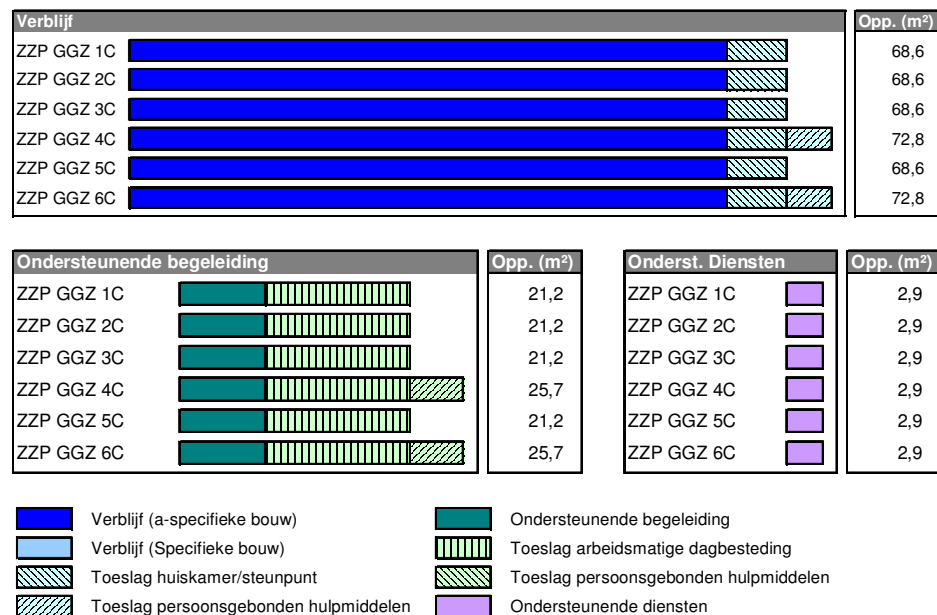 Verblijf Opp. (m²)
ZZP GGZ 1C 68,6
ZZP GGZ 2C 68,6
ZZP GGZ 3C 68,6
ZZP GGZ 4C 72,8
ZZP GGZ 5C 68,6
ZZP GGZ 6C 72,8
Ondersteunende begeleiding Opp. (m²) Onderst. Diensten Opp. (m²)
ZZP GGZ 1C 21,2 ZZP GGZ 1C 2,9
ZZP GGZ 2C 21,2 ZZP GGZ 2C 2,9
ZZP GGZ 3C 21,2 ZZP GGZ 3C 2,9
ZZP GGZ 4C 25,7 ZZP GGZ 4C 2,9
ZZP GGZ 5C 21,2 ZZP GGZ 5C 2,9
ZZP GGZ 6C 25,7 ZZP GGZ 6C 2,9
Verblijf (a-specifieke bouw) Ondersteunende begeleiding
Verblijf (Specifieke bouw) Toeslag arbeidsmatige dagbesteding
Toeslag huiskamer/steunpunt Toeslag persoonsgebonden hulpmiddelen
Toeslag persoonsgebonden hulpmiddelen Ondersteunende diensten